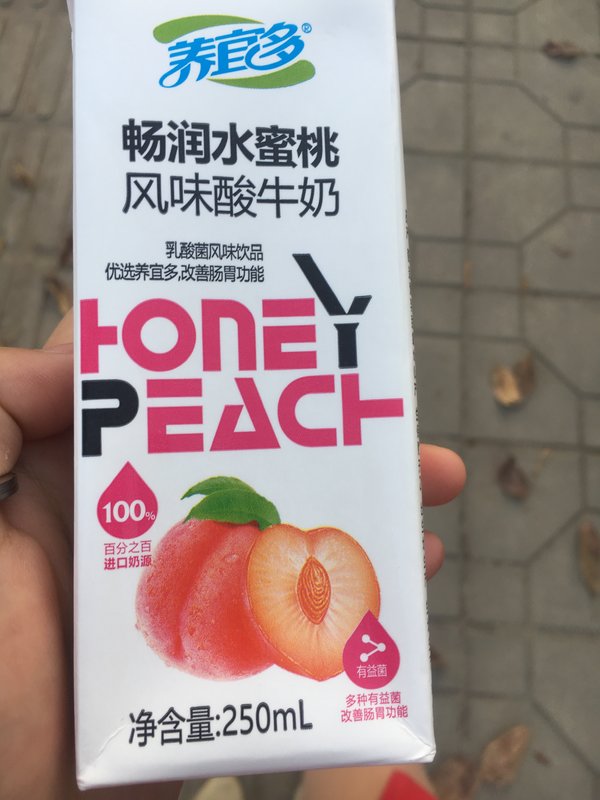 养宜多®
畅润水蜜桃
风味酸牛奶
乳酸菌风味饮品
优选养宜多,改善肠胃功能
HONEY
PEACH
100%
百分之百
进口奶源
有益菌
多种有益菌
改善肠胃功能
净含量:250mL